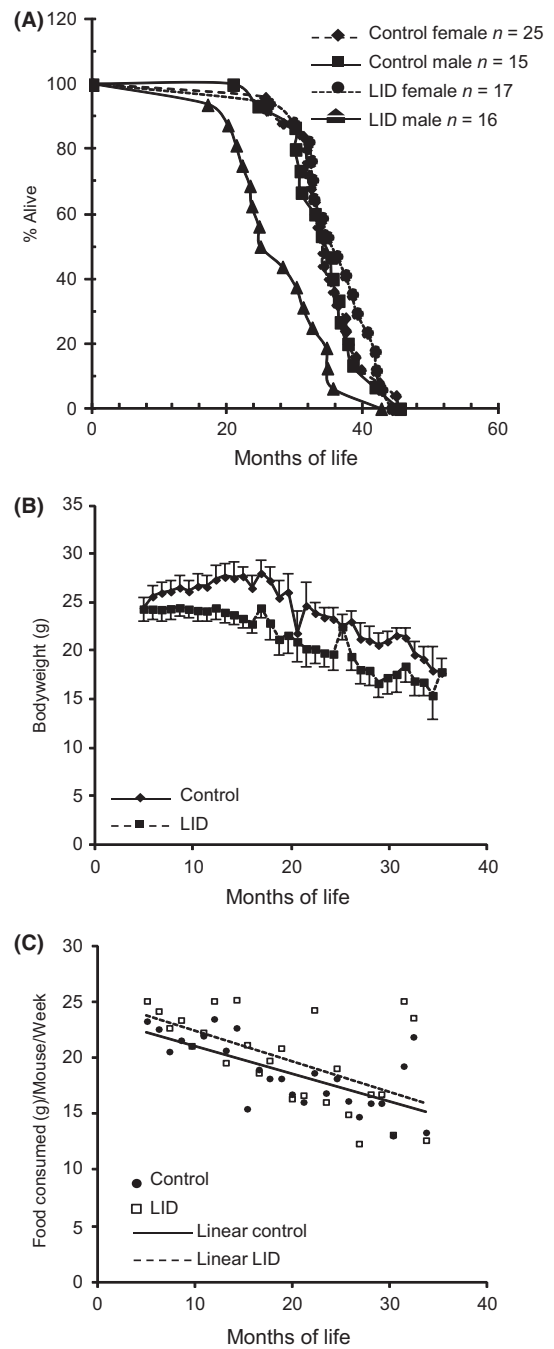 (A)
Control female n = 25
Control male n = 15
LID female n = 17
LID male n = 16
120
100
80
60
40
20
0
% Alive
0 20 40 60
Months of life
(B)
35
30
25
20
15
10
5
0
Bodyweight (g)
Control
LID
0 10 20 30 40
Months of life
(C)
30
25
20
15
10
5
0
Food consumed (g)/Mouse/Week
Control
LID
Linear control
Linear LID
0 10 20 30 40
Months of life